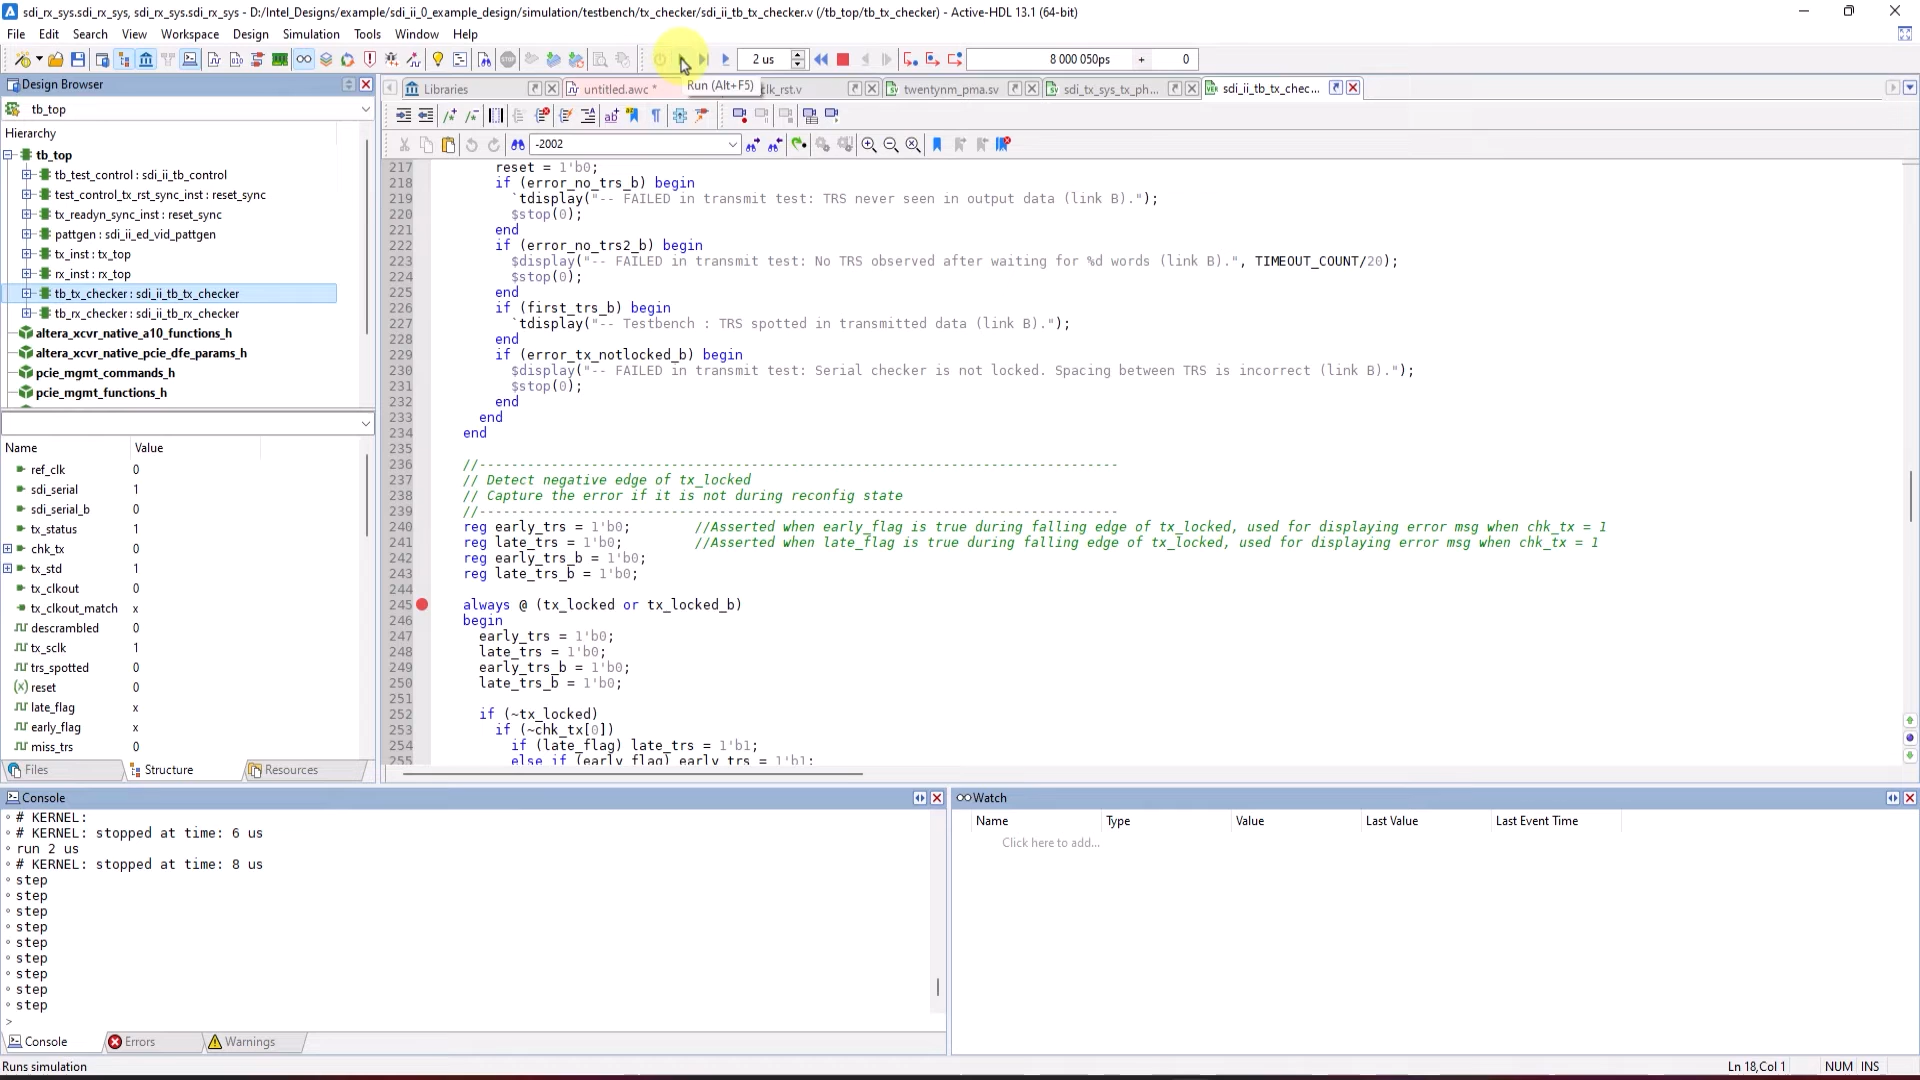 sdi_rx_sys.sdi_rx_sys, sdi_rx_sys.sdi_rx_sys - D:/Intel_Designs/example/sdi_ii_0_example_design/simulation/testbench/tx_checker/sdi_ii_tb_tx_checker.v (/tb_top/tb_tx_checker) - Active-HDL 13.1 (64-bit)
File Edit Search View Workspace Design Simulation Tools Window Help
2 us 8 000 050ps + 0
Design Browser
Libraries untitled.awc * clk_rst.v twentynm_pma.sv sdi_tx_sys_tx_ph... sdi_ii_tb_tx_chec...
Run (Alt+F5)
tb_top
Hierarchy
tb_top
tb_test_control : sdi_ii_tb_control
test_control_tx_rst_sync_inst : reset_sync
tx_readyn_sync_inst : reset_sync
pattgen : sdi_ii_ed_vid_pattgen
tx_inst : tx_top
rx_inst : rx_top
tb_tx_checker : sdi_ii_tb_tx_checker
tb_rx_checker : sdi_ii_tb_rx_checker
altera_xcvr_native_a10_functions_h
altera_xcvr_native_pcie_dfe_params_h
pcie_mgmt_commands_h
pcie_mgmt_functions_h
Name Value
ref_clk 0
sdi_serial 1
sdi_serial_b 0
tx_status 1
chk_tx 0
tx_std 1
tx_clkout 0
tx_clkout_match x
descrambled 0
tx_sclk 1
trs_spotted 0
(x) reset 0
late_flag x
early_flag x
miss_trs 0
Files Structure Resources
-2002
217 reset = 1'b0;
218 if (error_no_trs_b) begin
219 `tdisplay("-- FAILED in transmit test: TRS never seen in output data (link B).");
220 $stop(0);
221 end
222 if (error_no_trs2_b) begin
223 $display("-- FAILED in transmit test: No TRS observed after waiting for %d words (link B).", TIMEOUT_COUNT/20);
224 $stop(0);
225 end
226 if (first_trs_b) begin
227 `tdisplay("-- Testbench : TRS spotted in transmitted data (link B).");
228 end
229 if (error_tx_notlocked_b) begin
230 $display("-- FAILED in transmit test: Serial checker is not locked. Spacing between TRS is incorrect (link B).");
231 $stop(0);
232 end
233 end
234 end
235
236 //--------------------------------------------------------------------------------
237 // Detect negative edge of tx_locked
238 // Capture the error if it is not during reconfig state
239 //--------------------------------------------------------------------------------
240 reg early_trs = 1'b0; //Asserted when early_flag is true during falling edge of tx_locked, used for displaying error msg when chk_tx = 1
241 reg late_trs = 1'b0; //Asserted when late_flag is true during falling edge of tx_locked, used for displaying error msg when chk_tx = 1
242 reg early_trs_b = 1'b0;
243 reg late_trs_b = 1'b0;
244
245 always @ (tx_locked or tx_locked_b)
246 begin
247 early_trs = 1'b0;
248 late_trs = 1'b0;
249 early_trs_b = 1'b0;
250 late_trs_b = 1'b0;
251
252 if (~tx_locked)
253 if (~chk_tx[0])
254 if (late_flag) late_trs = 1'b1;
255 else if (early_flag) early_trs = 1'b1;
Console
# KERNEL:
# KERNEL: stopped at time: 6 us
run 2 us
# KERNEL: stopped at time: 8 us
step
step
step
step
step
step
step
step
step
>
Console Errors Warnings
Watch
Name Type Value Last Value Last Event Time
Click here to add...
Runs simulation Ln 18,Col 1 NUM INS